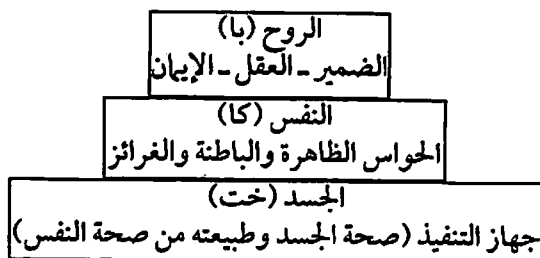 الروح (با)
الضمير - العقل - الإيمان
النفس (كا)
الحواس الظاهرة والباطنة والغرائز
الجسد (خت)
جهاز التنفيذ (صحة الجسد وطبيعته من صحة النفس)